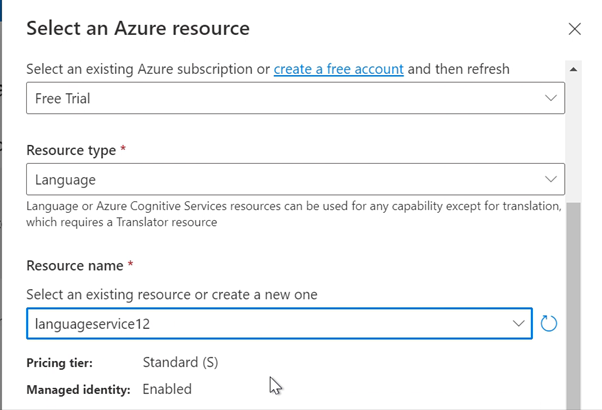 Select an Azure resource
Select an existing Azure subscription or create a free account and then refresh
Free Trial
Resource type *
Language
Language or Azure Cognitive Services resources can be used for any capability except for translation,
which requires a Translator resource
Resource name *
Select an existing resource or create a new one
languageservice12
Pricing tier: Standard (S)
Managed identity: Enabled